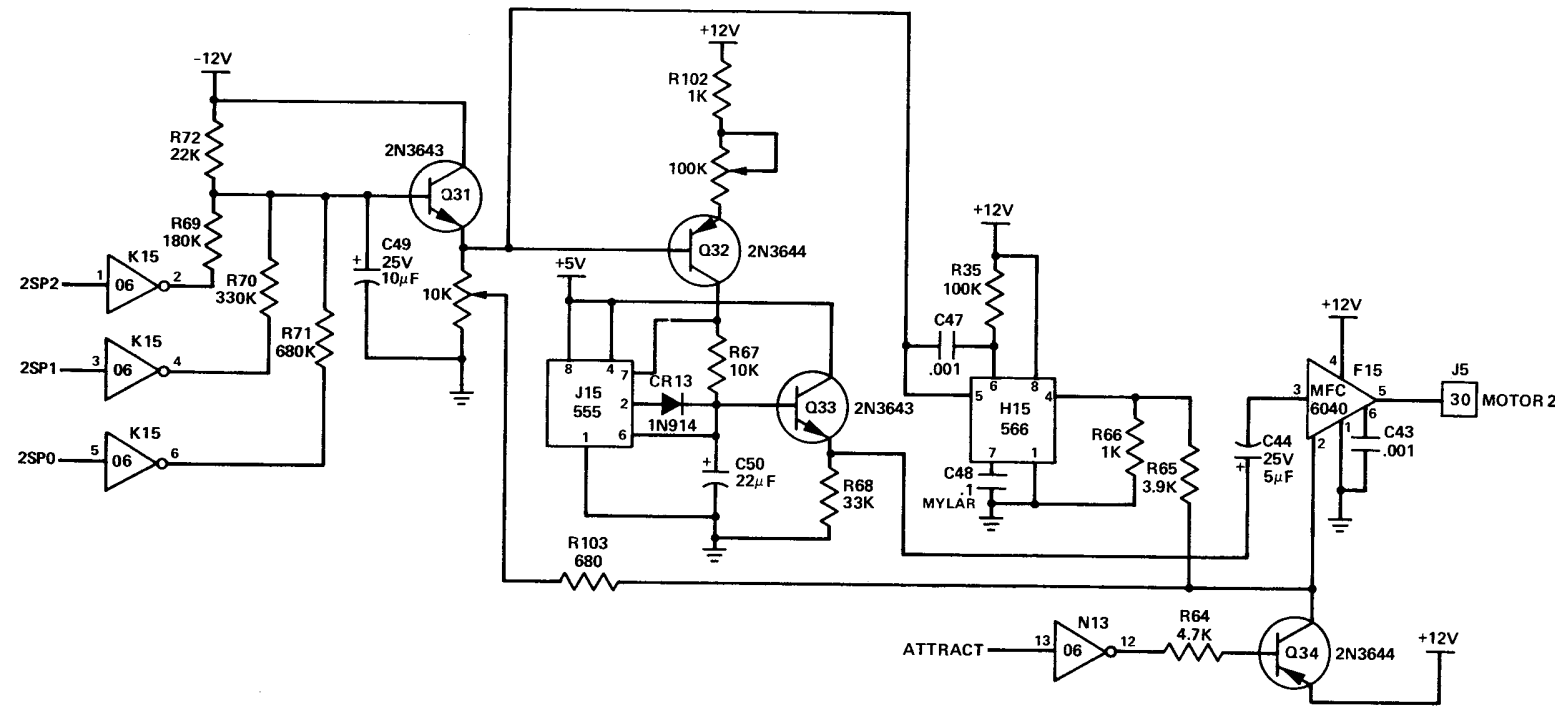 -12V
R72
22K
2N3643
Q31
R69
180K
K15
2SP2
1
06
2
R70
330K
C49
25V
10µF
+
10K
K15
2SP1
3
06
4
R71
680K
K15
2SP0
5
06
6
+12V
R102
1K
100K
Q32
2N3644
+5V
8
4
7
J15
555
2
6
1
CR13
1N914
R67
10K
Q33
2N3643
+
C50
22µF
R68
33K
R103
680
+12V
R35
100K
C47
.001
6
8
5
H15
566
4
7
1
C48
.1
MYLAR
R66
1K
R65
3.9K
+12V
4
F15
3
MFC
6040
5
6
1
2
C44
25V
5µF
+
C43
.001
J5
30
MOTOR 2
ATTRACT
13
N13
06
12
R64
4.7K
Q34
2N3644
+12V